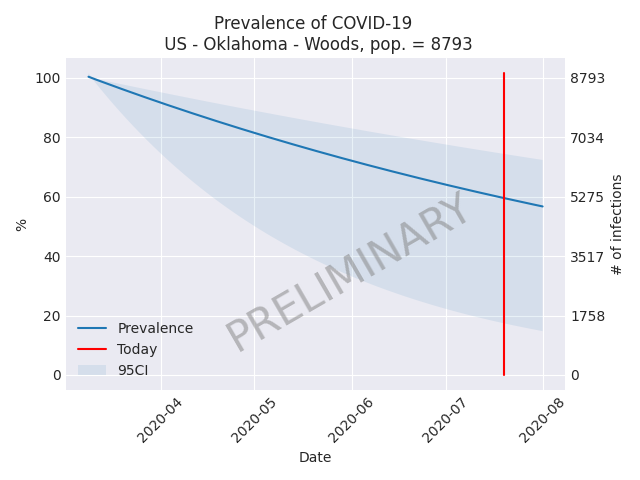 Prevalence of COVID-19
US - Oklahoma - Woods, pop. = 8793
100
80
60
40
20
0
%
8793
7034
5275
3517
1758
0
# of infections
PRELIMINARY
Prevalence
Today
95CI
2020-04
2020-05
2020-06
2020-07
2020-08
Date